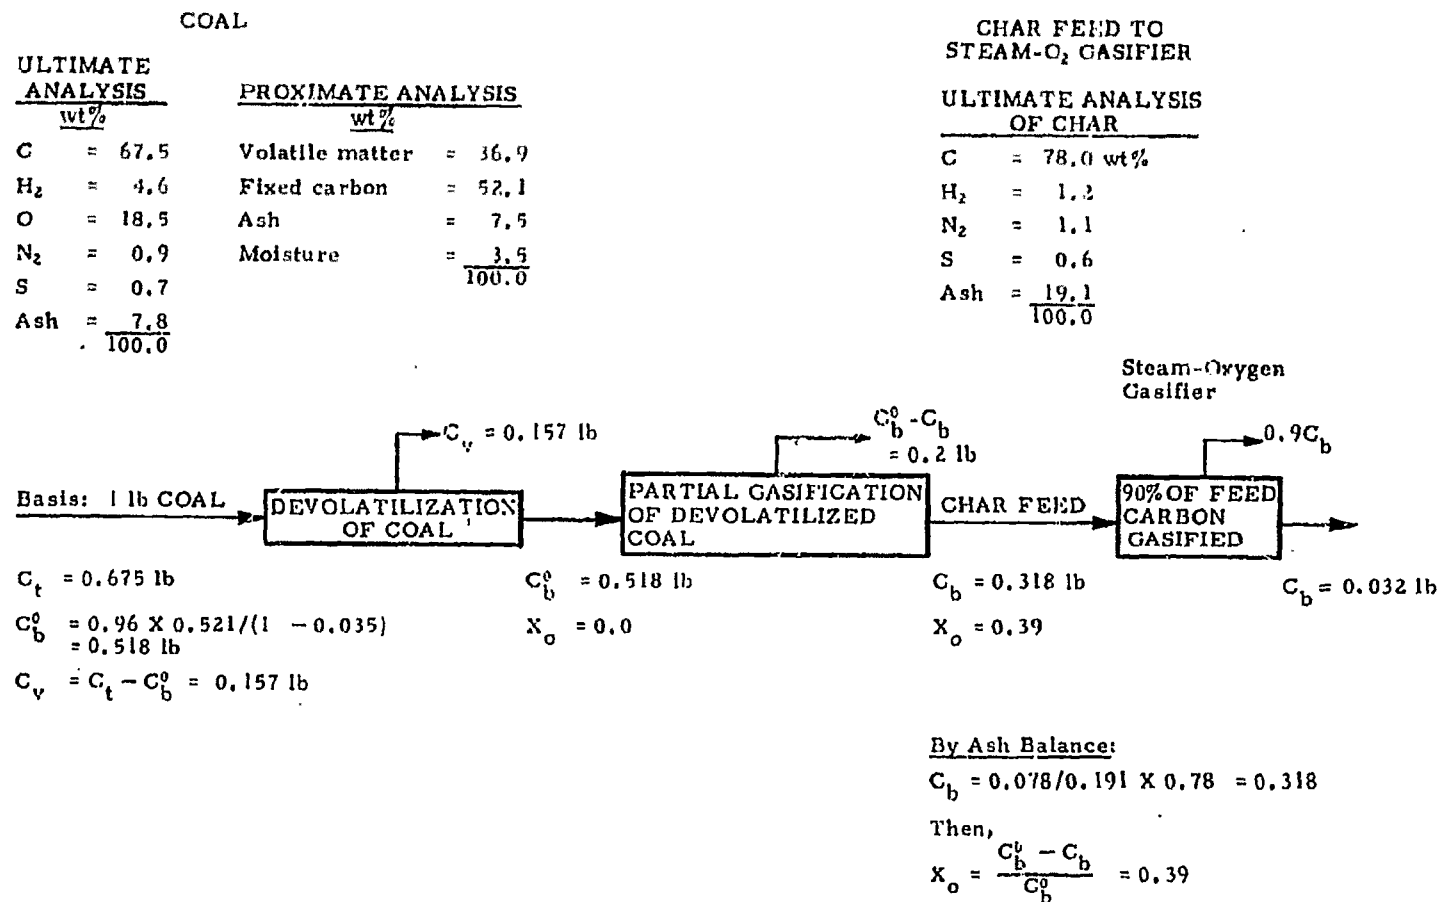 COAL
ULTIMATE
ANALYSIS
wt%
C = 67.5
H₂ = 4.6
O = 18.5
N₂ = 0.9
S = 0.7
Ash = 7.8
100.0
PROXIMATE ANALYSIS
wt%
Volatile matter = 36.9
Fixed carbon = 52.1
Ash = 7.5
Moisture = 3.5
100.0
CHAR FEED TO
STEAM-O₂ GASIFIER
ULTIMATE ANALYSIS
OF CHAR
C = 78.0 wt%
H₂ = 1.2
N₂ = 1.1
S = 0.6
Ash = 19.1
100.0
Steam-Oxygen
Gasifier
C_v = 0.157 lb
C_b^0 - C_b
= 0.2 lb
0.9C_b
Basis: 1 lb COAL
DEVOLATILIZATION
OF COAL
PARTIAL GASIFICATION
OF DEVOLATILIZED
COAL
CHAR FEED
90% OF FEED
CARBON
GASIFIED
C_t = 0.675 lb
C_b^0 = 0.96 X 0.521/(1 - 0.035)
= 0.518 lb
C_v = C_t - C_b^0 = 0.157 lb
C_b^0 = 0.518 lb
X_o = 0.0
C_b = 0.318 lb
X_o = 0.39
C_b = 0.032 lb
By Ash Balance:
C_b = 0.078/0.191 X 0.78 = 0.318
Then,
X_o = (C_b^0 - C_b)/C_b^0 = 0.39